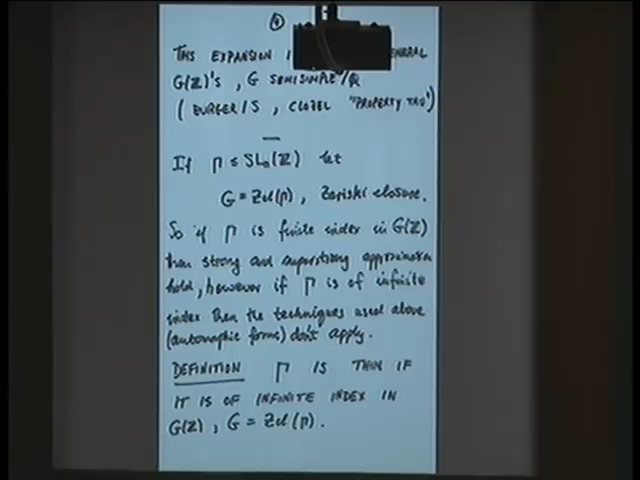 ④
THIS EXPANSION I ENERAL
G(ℤ)'S , G SEMISIMPLE/ℚ
( BURGER/S , CLOZEL "PROPERTY TAU")
If Γ ≤ SLₙ(ℤ) let
G = Zcl(Γ) , Zariski closure.
So if Γ is finite index in G(ℤ)
then strong and superstrong approximation
hold, however if Γ is of infinite
index then the techniques used above
(automorphic forms) don't apply.
DEFINITION Γ IS THIN IF
IT IS OF INFINITE INDEX IN
G(ℤ) , G = Zcl(Γ).